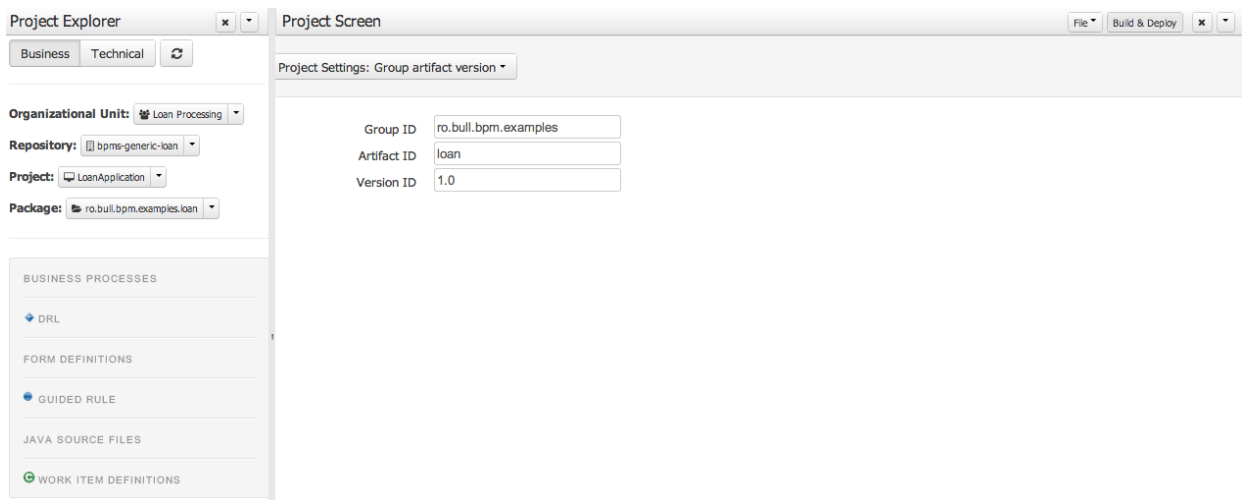 Project Explorer
Business Technical
Organizational Unit: Loan Processing
Repository: bpms-generic-loan
Project: LoanApplication
Package: ro.bull.bpm.examples.loan
BUSINESS PROCESSES
DRL
FORM DEFINITIONS
GUIDED RULE
JAVA SOURCE FILES
WORK ITEM DEFINITIONS
Project Screen
File Build & Deploy
Project Settings: Group artifact version
Group ID ro.bull.bpm.examples
Artifact ID loan
Version ID 1.0